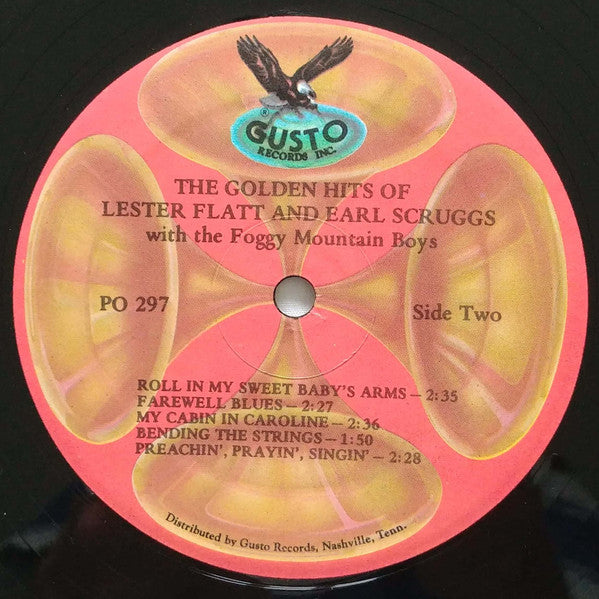 ®
GUSTO
RECORDS INC.
THE GOLDEN HITS OF
LESTER FLATT AND EARL SCRUGGS
with the Foggy Mountain Boys
PO 297
Side Two
ROLL IN MY SWEET BABY'S ARMS – 2:35
FAREWELL BLUES – 2:27
MY CABIN IN CAROLINE – 2:36
BENDING THE STRINGS – 1:50
PREACHIN', PRAYIN', SINGIN' – 2:28
Distributed by Gusto Records, Nashville, Tenn.